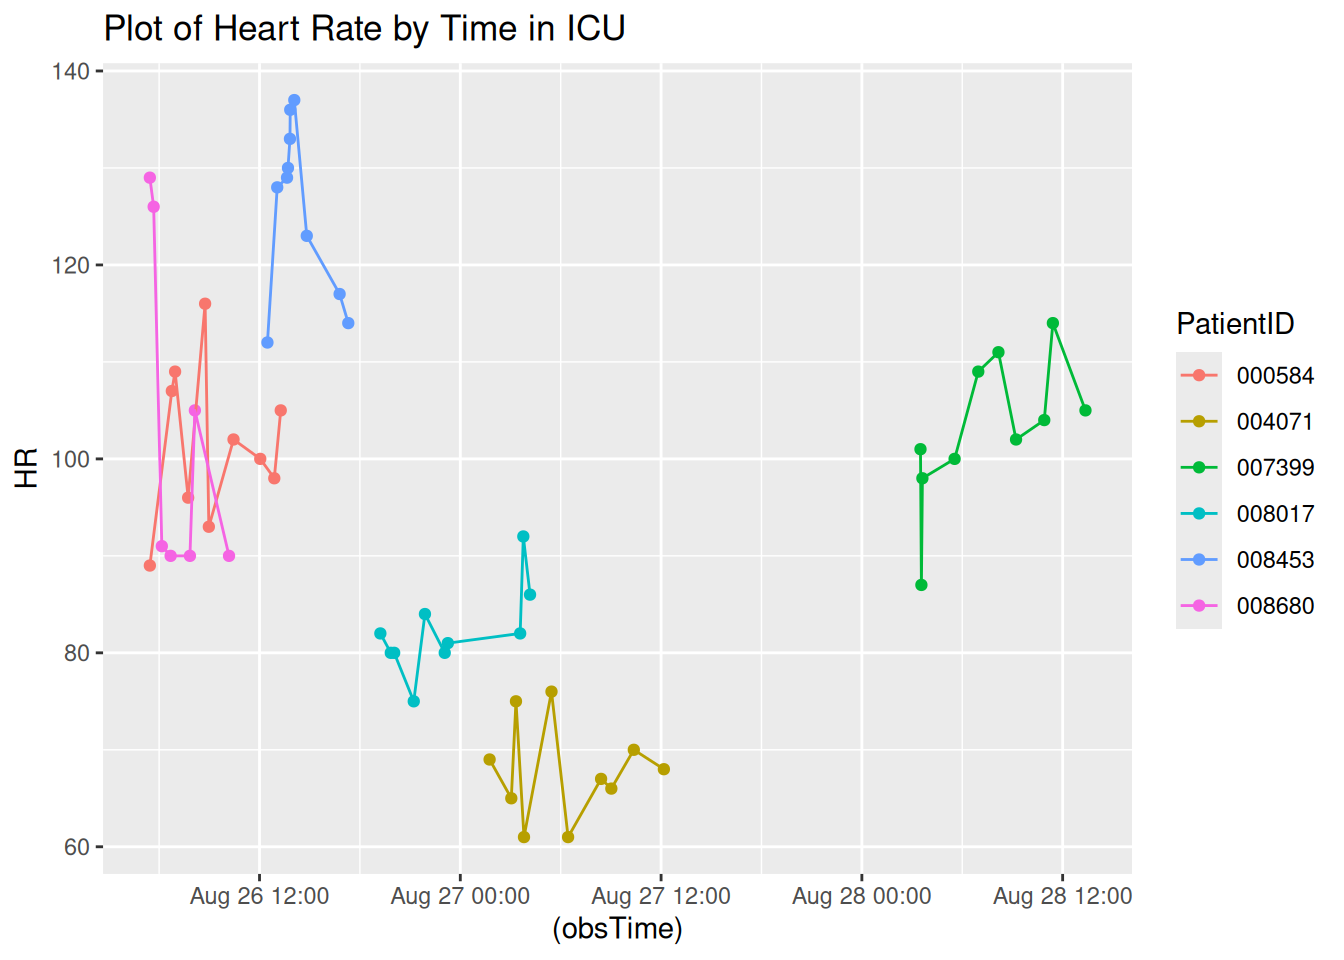 Plot of Heart Rate by Time in ICU
140
120
100
80
60
HR
Aug 26 12:00
Aug 27 00:00
Aug 27 12:00
Aug 28 00:00
Aug 28 12:00
(obsTime)
PatientID
000584
004071
007399
008017
008453
008680